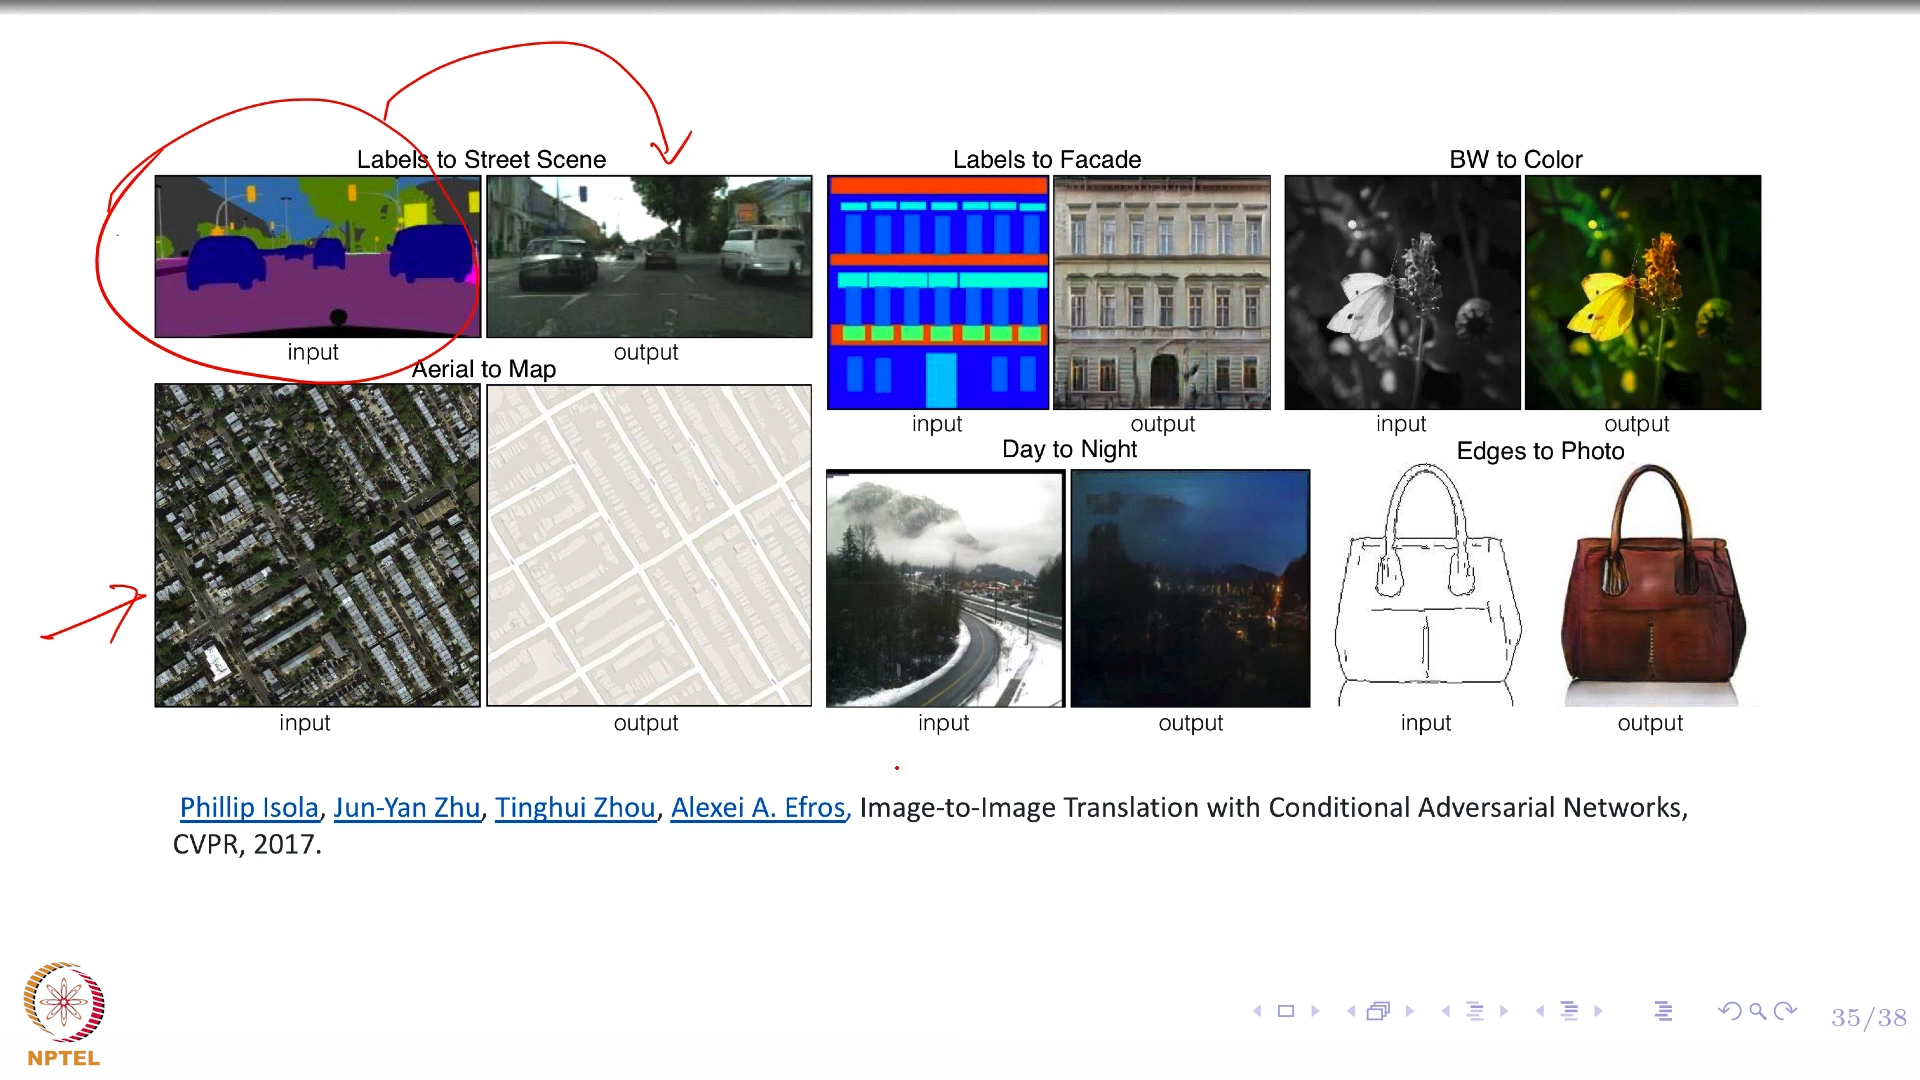 Labels to Street Scene
input
output
Aerial to Map
input
output
Labels to Facade
input
output
BW to Color
input
output
Day to Night
input
output
Edges to Photo
input
output
Phillip Isola, Jun-Yan Zhu, Tinghui Zhou, Alexei A. Efros, Image-to-Image Translation with Conditional Adversarial Networks,
CVPR, 2017.
NPTEL
35/38